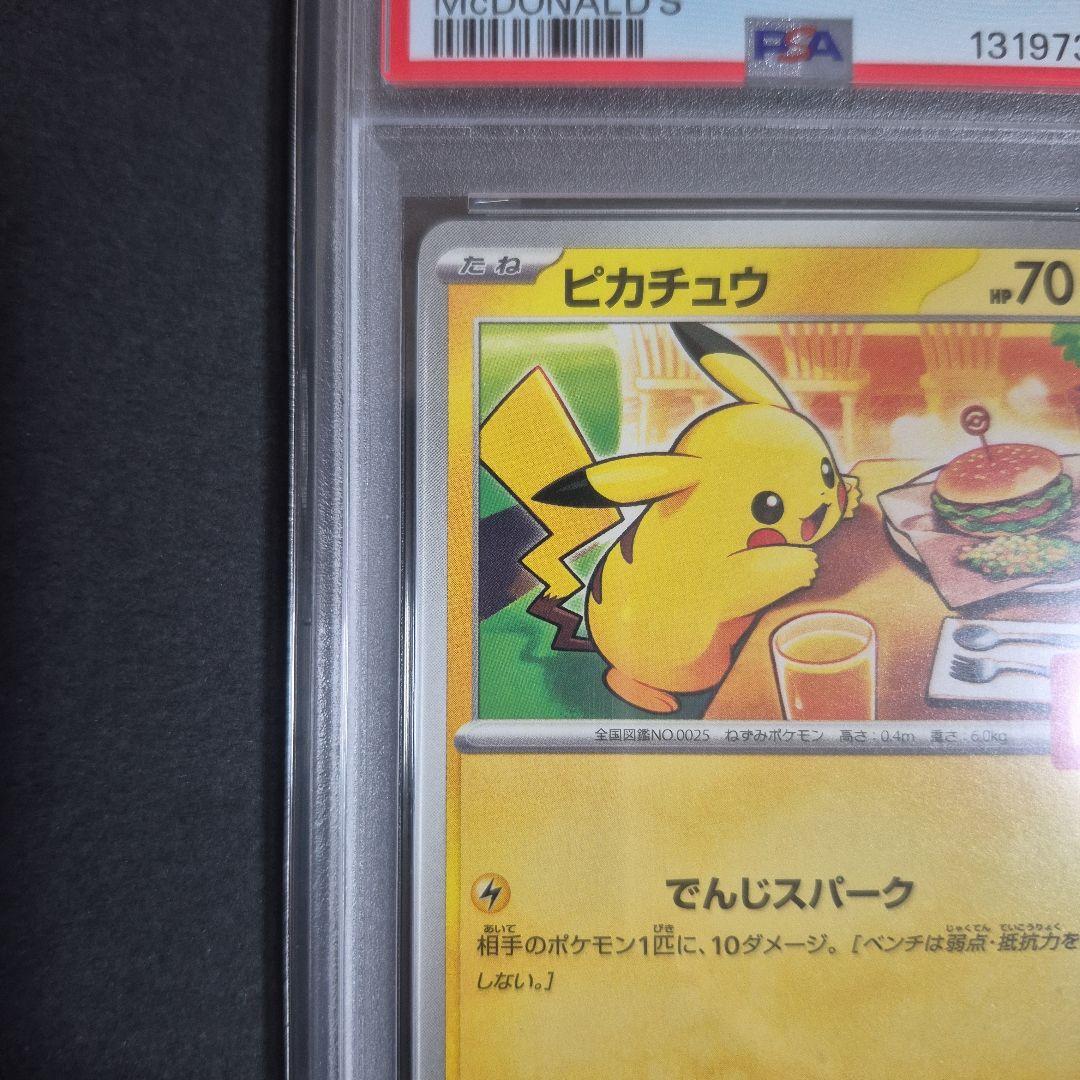 McDONALD'S
PSA
131973
たね
ピカチュウ
HP70
全国図鑑NO.0025 ねずみポケモン 高さ:0.4m 重さ:6.0kg
でんじスパーク
相手のポケモン1匹に、10ダメージ。[ベンチは弱点・抵抗力を
しない。]